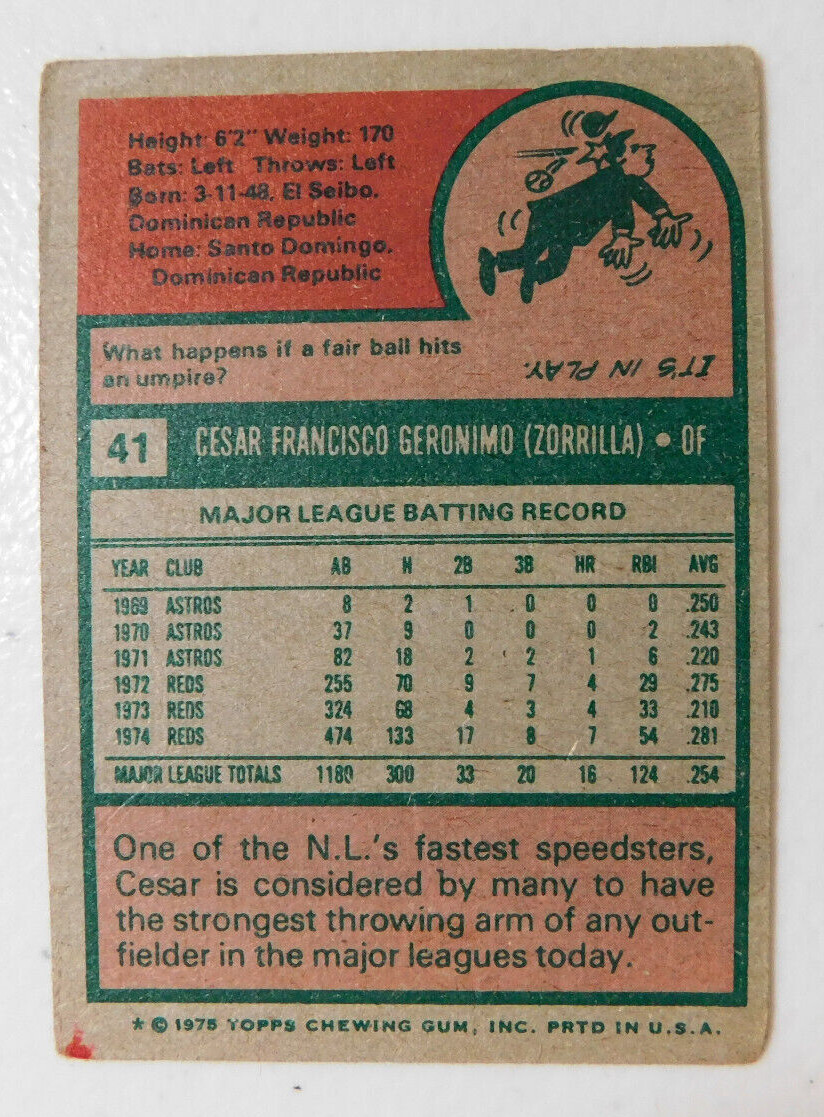 Height: 6'2" Weight: 170
Bats: Left Throws: Left
Born: 3-11-48, El Seibo,
Dominican Republic
Home: Santo Domingo,
Dominican Republic
What happens if a fair ball hits
an umpire?
IT'S IN PLAY.
41 CESAR FRANCISCO GERONIMO (ZORRILLA) • OF
MAJOR LEAGUE BATTING RECORD
YEAR CLUB AB H 2B 3B HR RBI AVG
1969 ASTROS 8 2 1 0 0 0 .250
1970 ASTROS 37 9 0 0 0 2 .243
1971 ASTROS 82 18 2 2 1 6 .220
1972 REDS 255 70 9 7 4 29 .275
1973 REDS 324 68 4 3 4 33 .210
1974 REDS 474 133 17 8 7 54 .281
MAJOR LEAGUE TOTALS 1180 300 33 20 16 124 .254
One of the N.L.'s fastest speedsters,
Cesar is considered by many to have
the strongest throwing arm of any out-
fielder in the major leagues today.
* © 1975 TOPPS CHEWING GUM, INC. PRTD IN U.S.A.